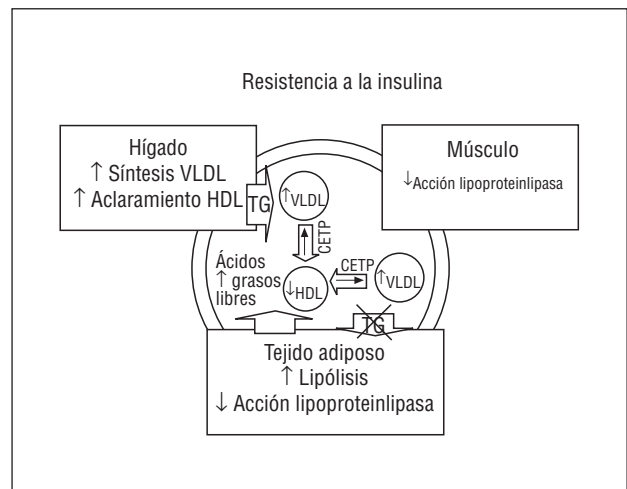 Resistencia a la insulina
Hígado
↑ Síntesis VLDL
↑ Aclaramiento HDL
Músculo
↓Acción lipoproteinlipasa
TG
↑VLDL
CETP
Ácidos
↑ grasos
libres
↓HDL
CETP
↑VLDL
TG
Tejido adiposo
↑ Lipólisis
↓ Acción lipoproteinlipasa